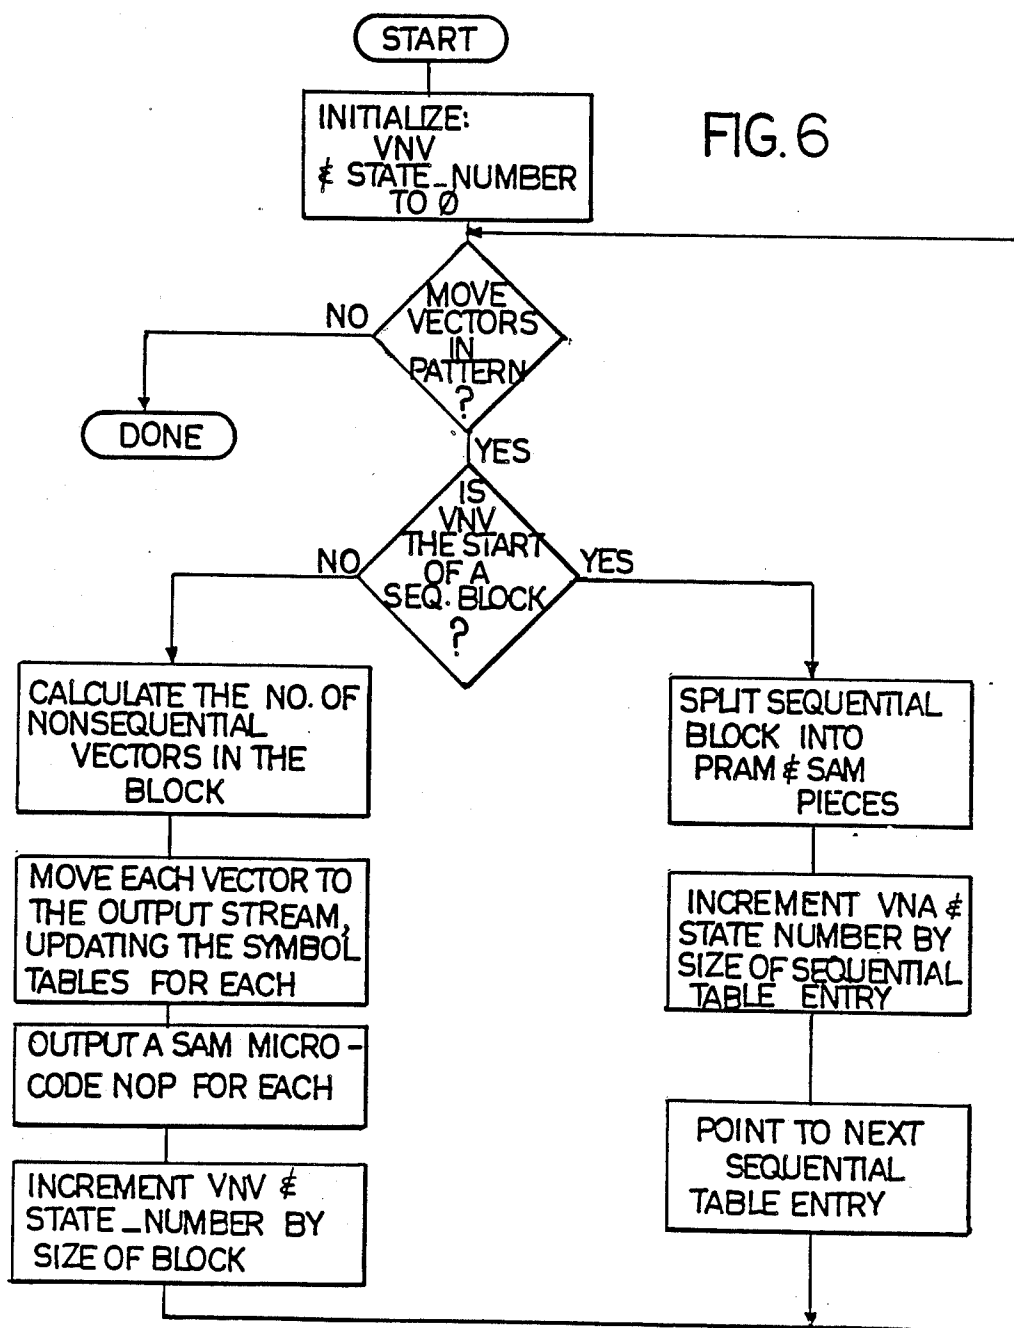 START
FIG. 6
INITIALIZE:
VNV
& STATE_NUMBER
TO Ø
MOVE
VECTORS
IN
PATTERN
?
NO
DONE
YES
IS
VNV
THE START
OF A
SEQ. BLOCK
?
NO
YES
CALCULATE THE NO. OF
NONSEQUENTIAL
VECTORS IN THE
BLOCK
MOVE EACH VECTOR TO
THE OUTPUT STREAM,
UPDATING THE SYMBOL
TABLES FOR EACH
OUTPUT A SAM MICRO-
CODE NOP FOR EACH
INCREMENT VNV &
STATE_NUMBER BY
SIZE OF BLOCK
SPLIT SEQUENTIAL
BLOCK INTO
PRAM & SAM
PIECES
INCREMENT VNA &
STATE NUMBER BY
SIZE OF SEQUENTIAL
TABLE ENTRY
POINT TO NEXT
SEQUENTIAL
TABLE ENTRY